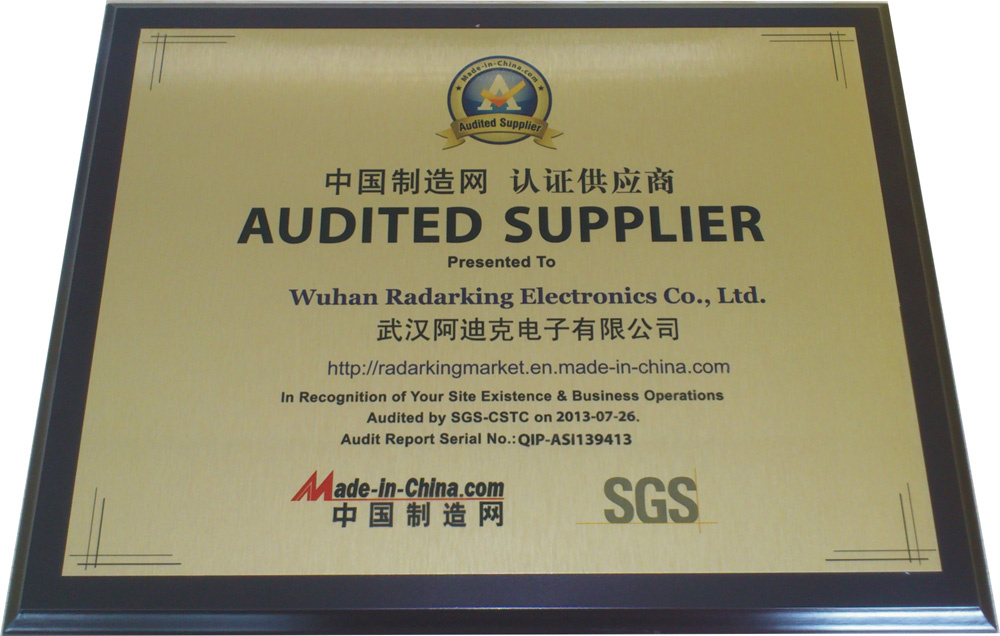 Made-in-China.com
A
Audited Supplier
中国制造网 认证供应商
AUDITED SUPPLIER
Presented To
Wuhan Radarking Electronics Co., Ltd.
武汉阿迪克电子有限公司
http://radarkingmarket.en.made-in-china.com
In Recognition of Your Site Existence & Business Operations
Audited by SGS-CSTC on 2013-07-26.
Audit Report Serial No.: QIP-ASI139413
Made-in-China.com
中国制造网
SGS